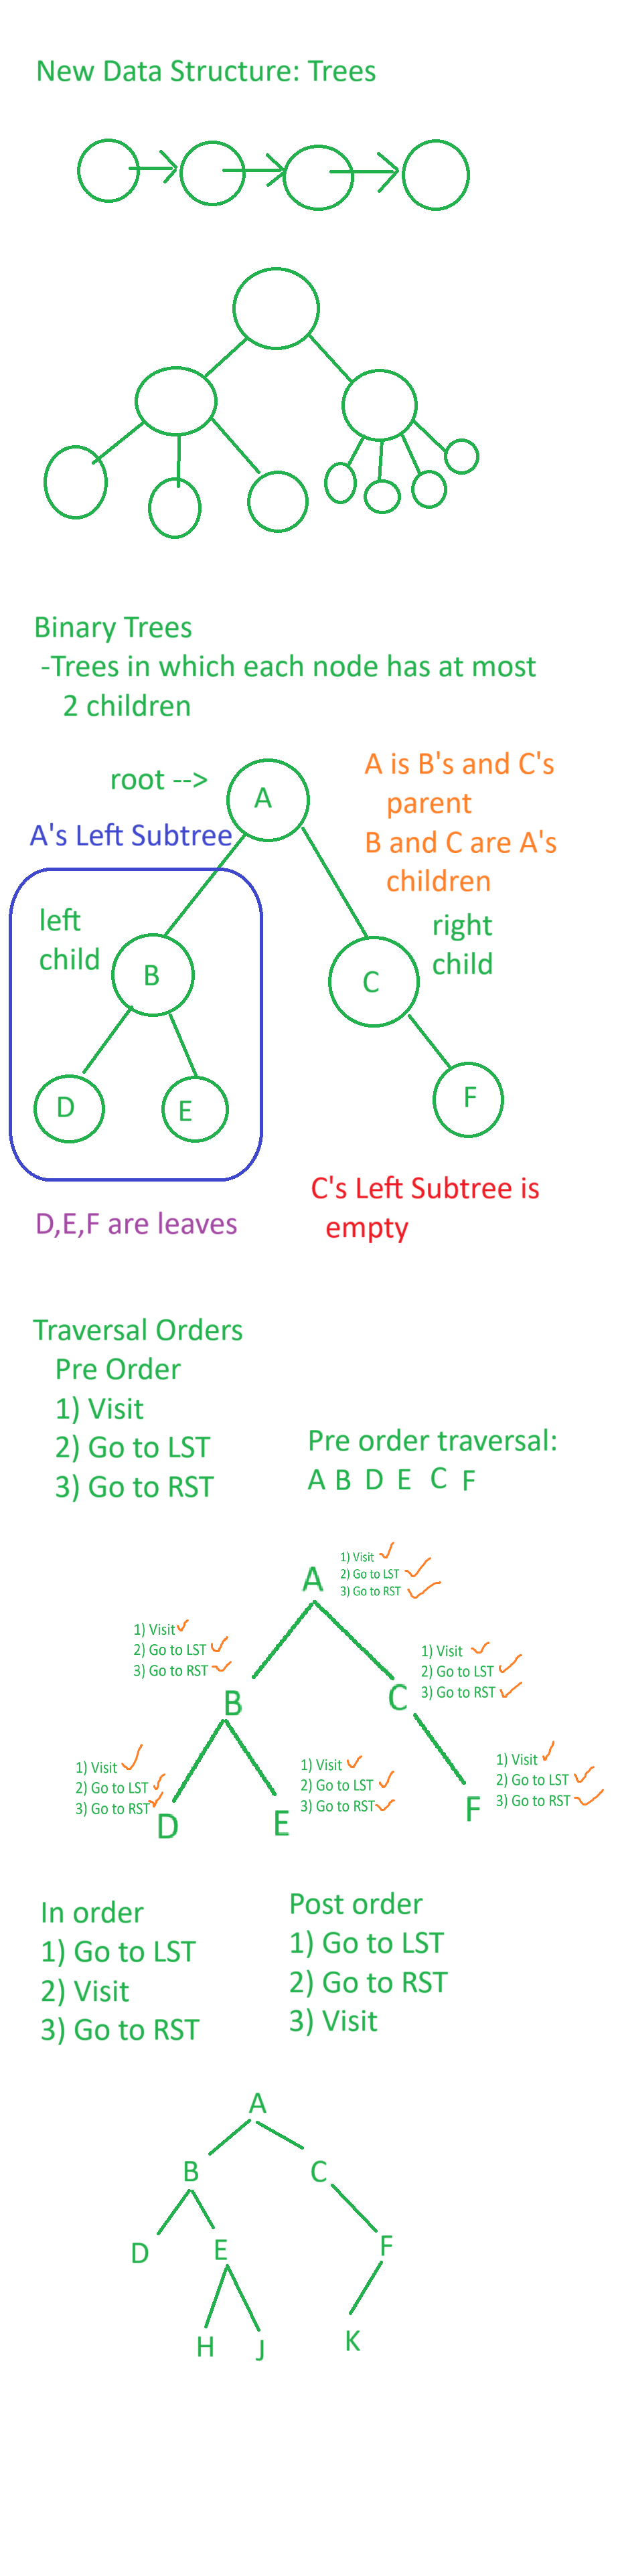 New Data Structure: Trees
Binary Trees
-Trees in which each node has at most
2 children
root -->
A
A is B's and C's
parent
B and C are A's
children
A's Left Subtree
left
child
B
right
child
C
D
E
F
D,E,F are leaves
C's Left Subtree is
empty
Traversal Orders
Pre Order
1) Visit
2) Go to LST
3) Go to RST
Pre order traversal:
A B D E C F
A
1) Visit
2) Go to LST
3) Go to RST
1) Visit
2) Go to LST
3) Go to RST
B
1) Visit
2) Go to LST
3) Go to RST
C
1) Visit
2) Go to LST
3) Go to RST
D
1) Visit
2) Go to LST
3) Go to RST
E
1) Visit
2) Go to LST
3) Go to RST
F
In order
1) Go to LST
2) Visit
3) Go to RST
Post order
1) Go to LST
2) Go to RST
3) Visit
A
B
C
D
E
F
H
J
K